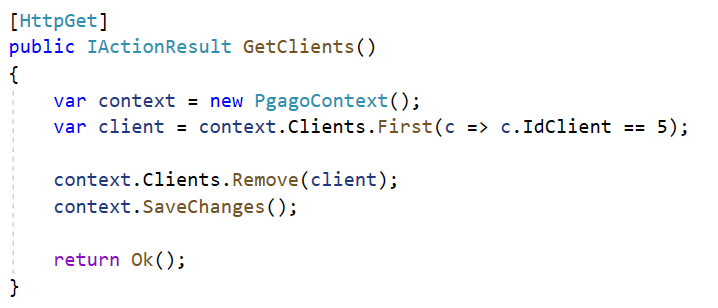 [HttpGet]
public IActionResult GetClients()
{
    var context = new PgagoContext();
    var client = context.Clients.First(c => c.IdClient == 5);

    context.Clients.Remove(client);
    context.SaveChanges();

    return Ok();
}